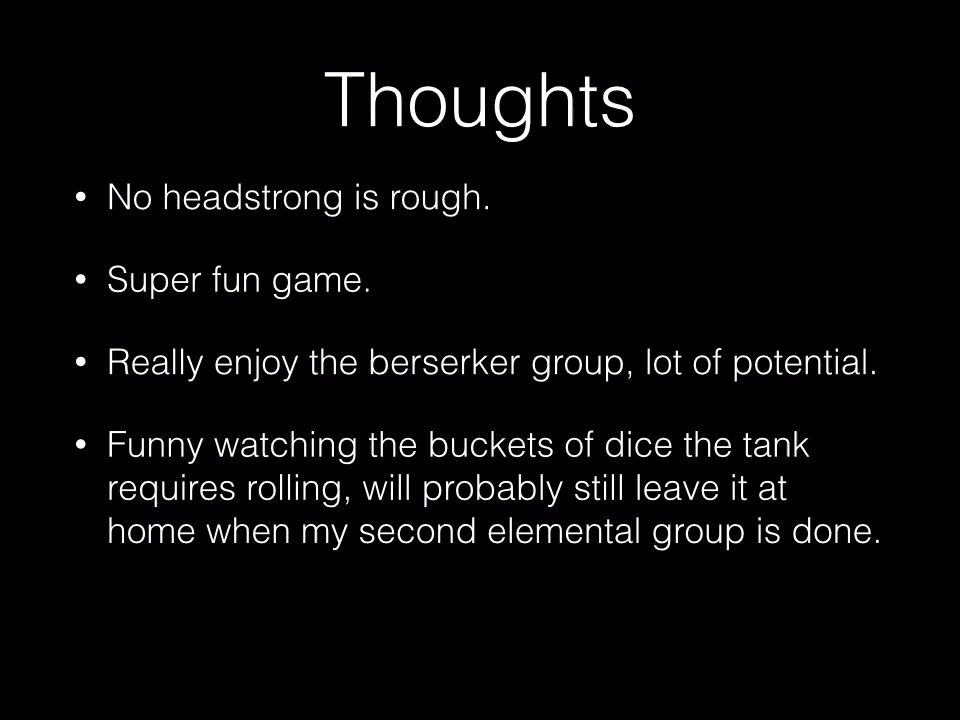 Thoughts
• No headstrong is rough.
• Super fun game.
• Really enjoy the berserker group, lot of potential.
• Funny watching the buckets of dice the tank
requires rolling, will probably still leave it at
home when my second elemental group is done.